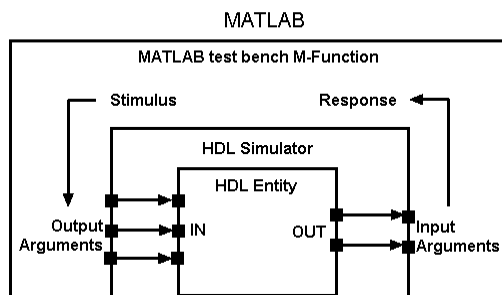 MATLAB
MATLAB test bench M-Function
Stimulus
Response
HDL Simulator
HDL Entity
Output
Arguments
IN
OUT
Input
Arguments